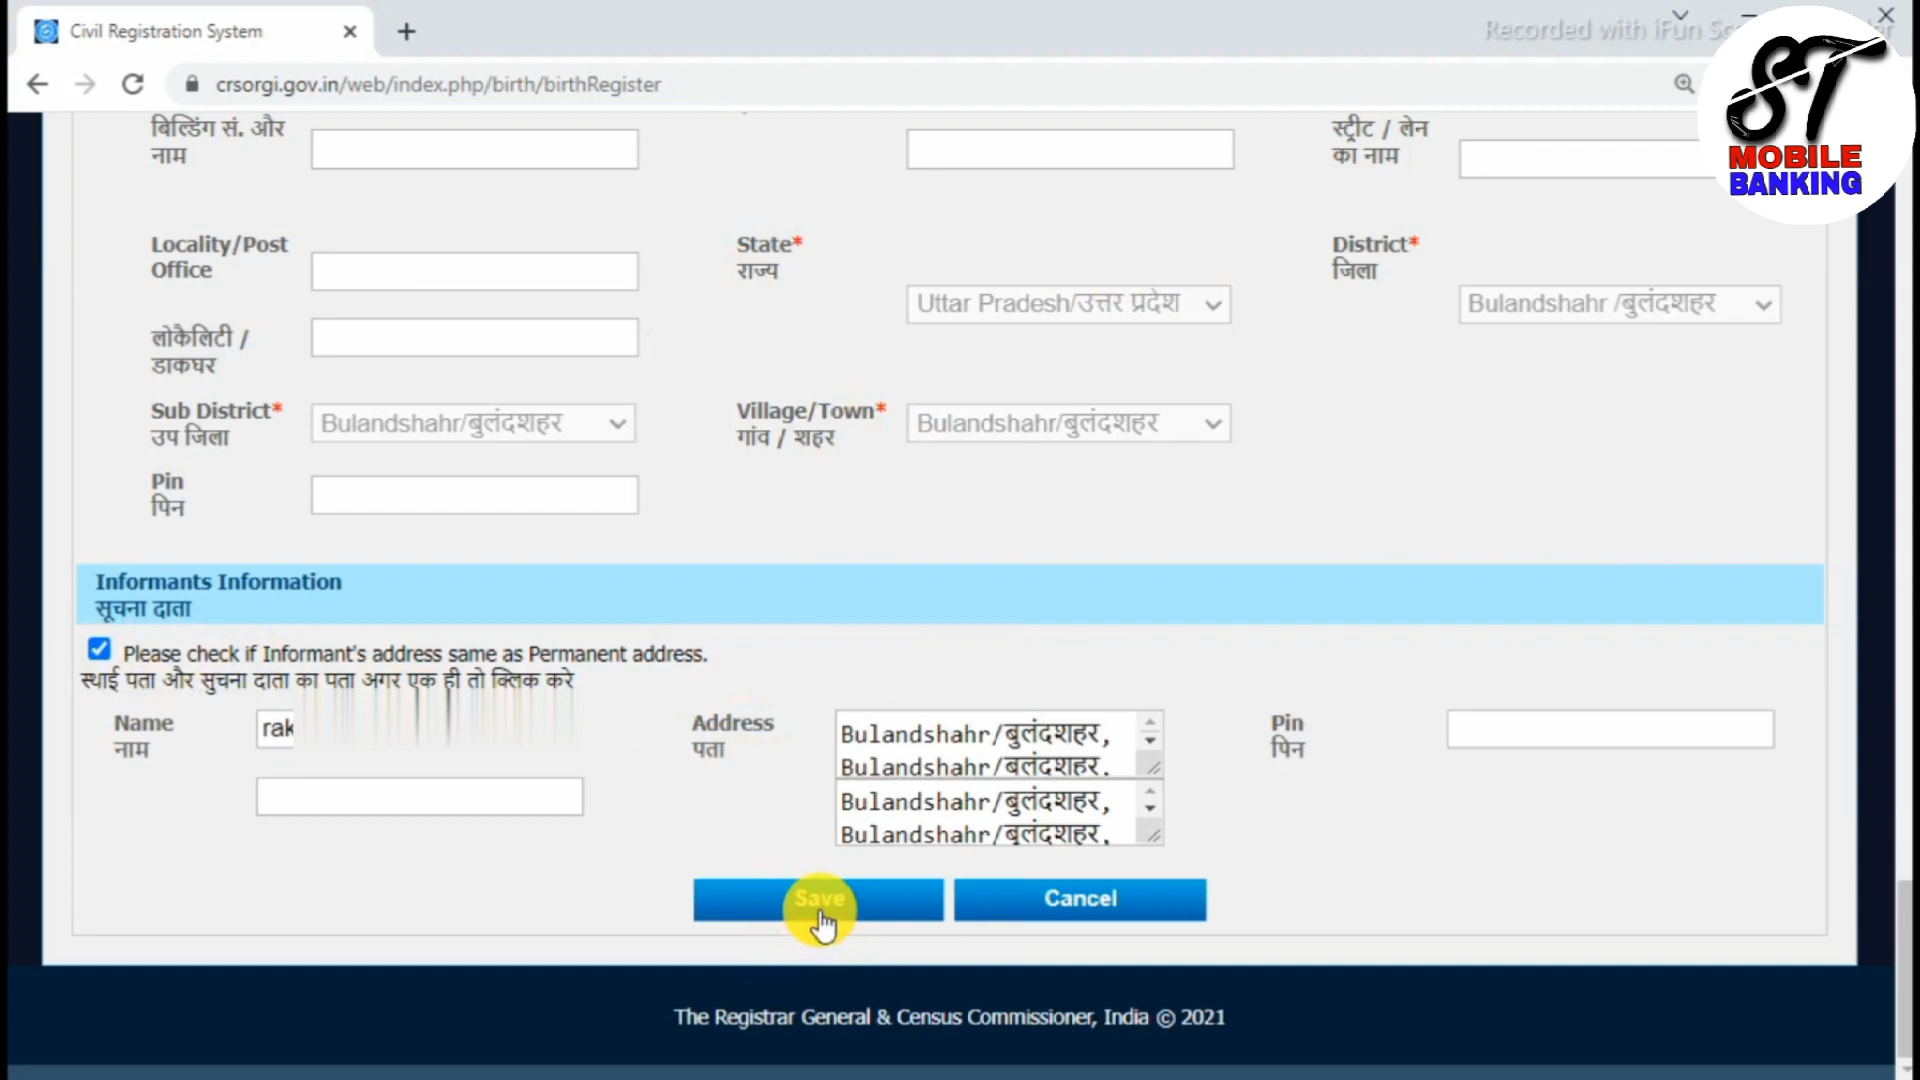 Civil Registration System
Recorded with iFun Sc
ST
MOBILE
BANKING
crsorgi.gov.in/web/index.php/birth/birthRegister
बिल्डिंग सं. और
नाम
स्ट्रीट / लेन
का नाम
Locality/Post
Office
लोकैलिटी /
डाकघर
State*
राज्य
Uttar Pradesh/उत्तर प्रदेश
District*
जिला
Bulandshahr /बुलंदशहर
Sub District*
उप जिला
Bulandshahr/बुलंदशहर
Village/Town*
गांव / शहर
Bulandshahr/बुलंदशहर
Pin
पिन
Informants Information
सूचना दाता
Please check if Informant's address same as Permanent address.
स्थाई पता और सुचना दाता का पता अगर एक ही तो क्लिक करे
Name
नाम
rak
Address
पता
Bulandshahr/बुलंदशहर,
Bulandshahr/बुलंदशहर,
Bulandshahr/बुलंदशहर,
Bulandshahr/बुलंदशहर,
Pin
पिन
Save
Cancel
The Registrar General & Census Commissioner, India © 2021